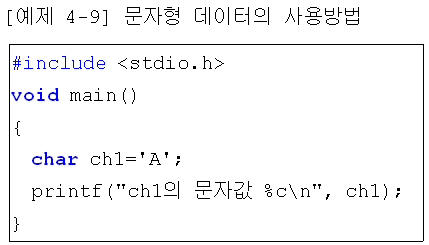 [예제 4-9] 문자형 데이터의 사용방법
#include <stdio.h>
void main()
{
  char ch1='A';
  printf("ch1의 문자값 %c\n", ch1);
}